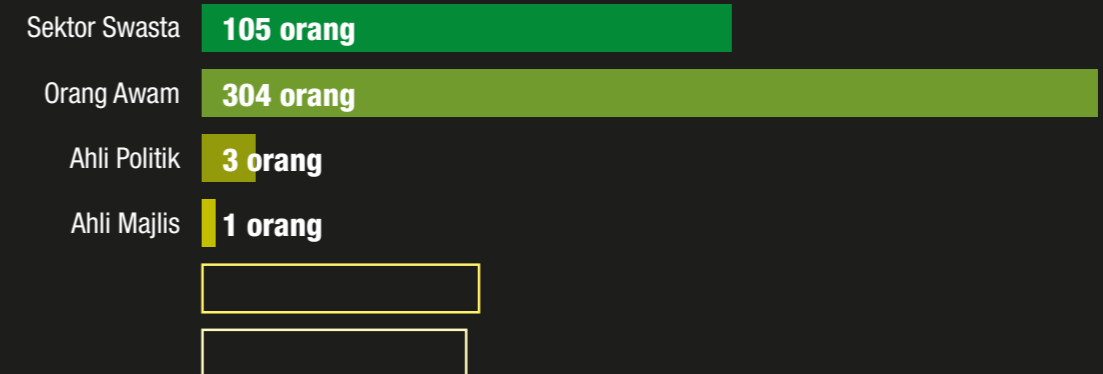 Sektor Swasta 105 orang
Orang Awam 304 orang
Ahli Politik 3 orang
Ahli Majlis 1 orang